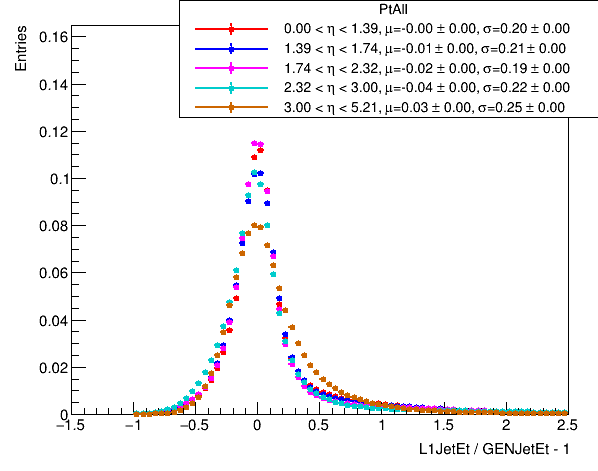 PtAll
0.00 < η < 1.39, μ=-0.00 ± 0.00, σ=0.20 ± 0.00
1.39 < η < 1.74, μ=-0.01 ± 0.00, σ=0.21 ± 0.00
1.74 < η < 2.32, μ=-0.02 ± 0.00, σ=0.19 ± 0.00
2.32 < η < 3.00, μ=-0.04 ± 0.00, σ=0.22 ± 0.00
3.00 < η < 5.21, μ=0.03 ± 0.00, σ=0.25 ± 0.00
Entries
0.16
0.14
0.12
0.1
0.08
0.06
0.04
0.02
0
−1.5 −1 −0.5 0 0.5 1 1.5 2 2.5
L1JetEt / GENJetEt - 1